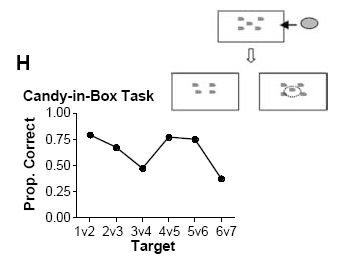 H
Candy-in-Box Task
Prop. Correct
1.00
0.75
0.50
0.25
0.00
1v2 2v3 3v4 4v5 5v6 6v7
Target